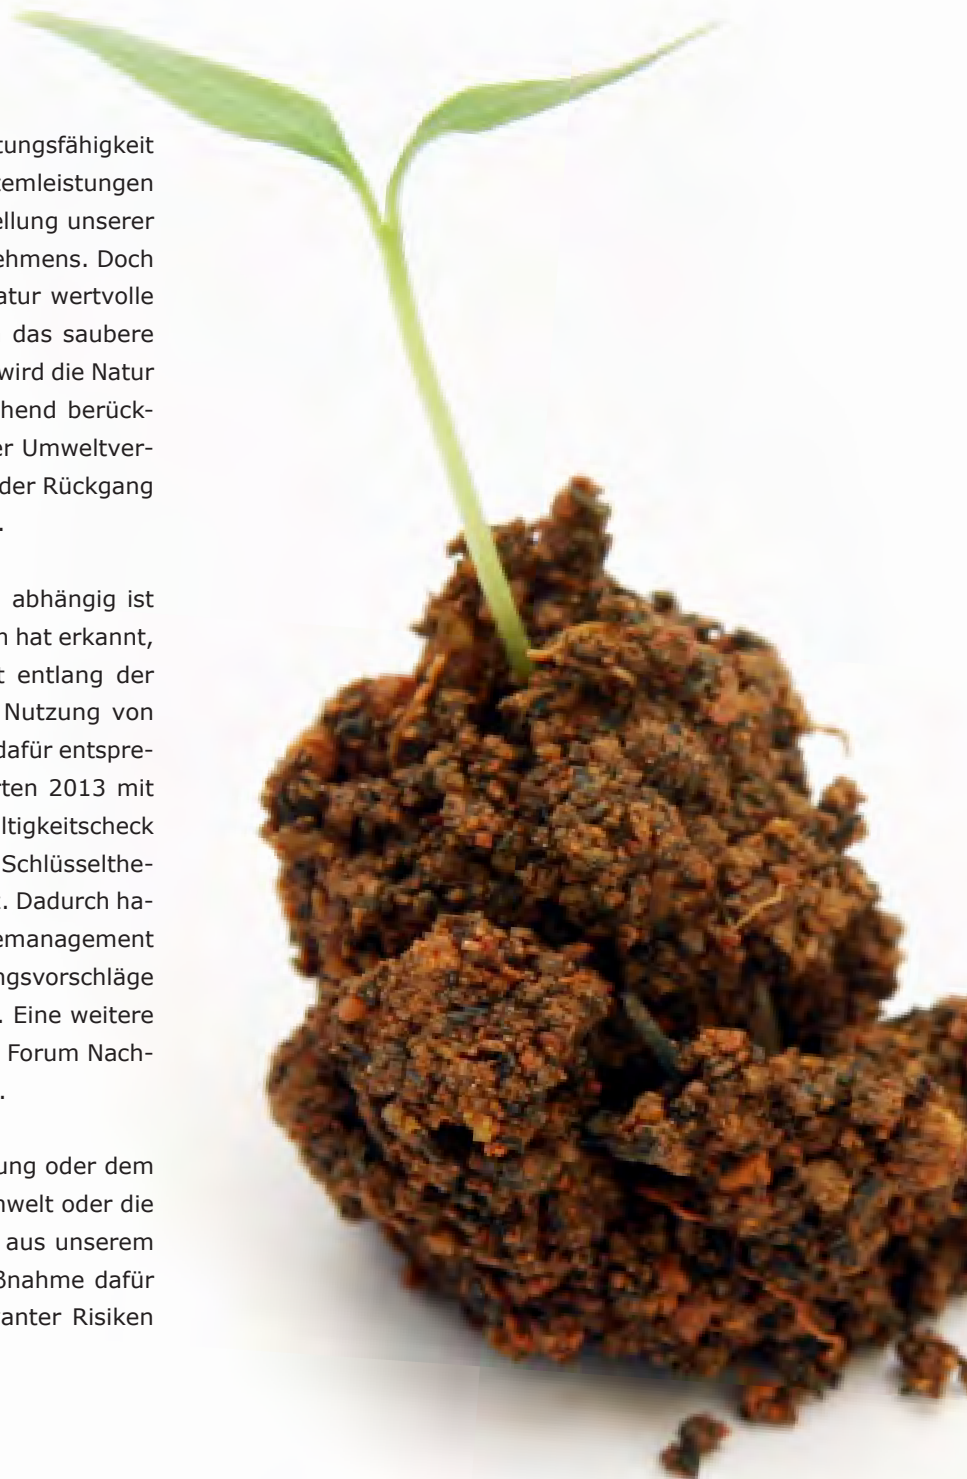 tungsfähigkeit
temleistungen
ellung unserer
ehmens. Doch
atur wertvolle
das saubere
wird die Natur
hend berück-
er Umweltver-
der Rückgang
.
abhängig ist
n hat erkannt,
t entlang der
Nutzung von
dafür entspre-
rten 2013 mit
ltigkeitscheck
Schlüsselthe-
. Dadurch ha-
emanagement
ngsvorschläge
. Eine weitere
Forum Nach-
.
ung oder dem
nwelt oder die
aus unserem
ßnahme dafür
anter Risiken